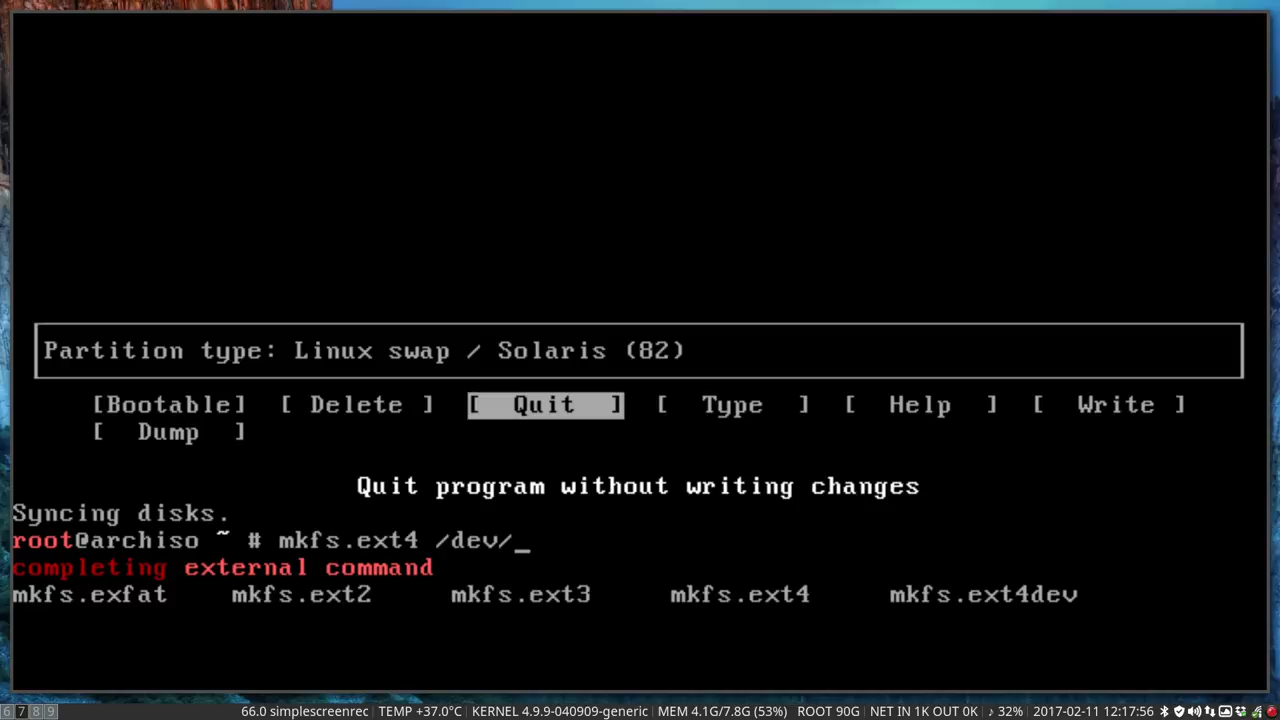 Partition type: Linux swap / Solaris (82)
[Bootable] [ Delete ] [ Quit ] [ Type ] [ Help ] [ Write ]
[ Dump ]
Quit program without writing changes
Syncing disks.
root@archiso ~ # mkfs.ext4 /dev/_
completing external command
mkfs.exfat mkfs.ext2 mkfs.ext3 mkfs.ext4 mkfs.ext4dev
6 7 8 9 66.0 simplescreenrec TEMP +37.0°C KERNEL 4.9.9-040909-generic MEM 4.1G/7.8G (53%) ROOT 90G NET IN 1K OUT 0K ♪ 32% 2017-02-11 12:17:56